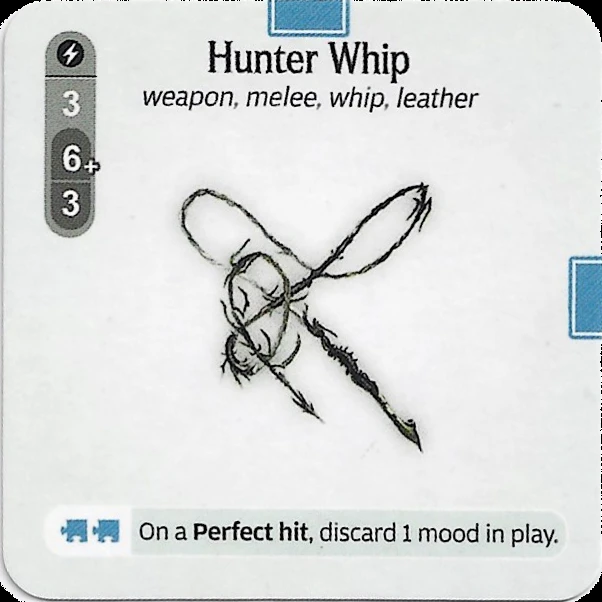 Hunter Whip
weapon, melee, whip, leather
3
6+
3
On a Perfect hit, discard 1 mood in play.